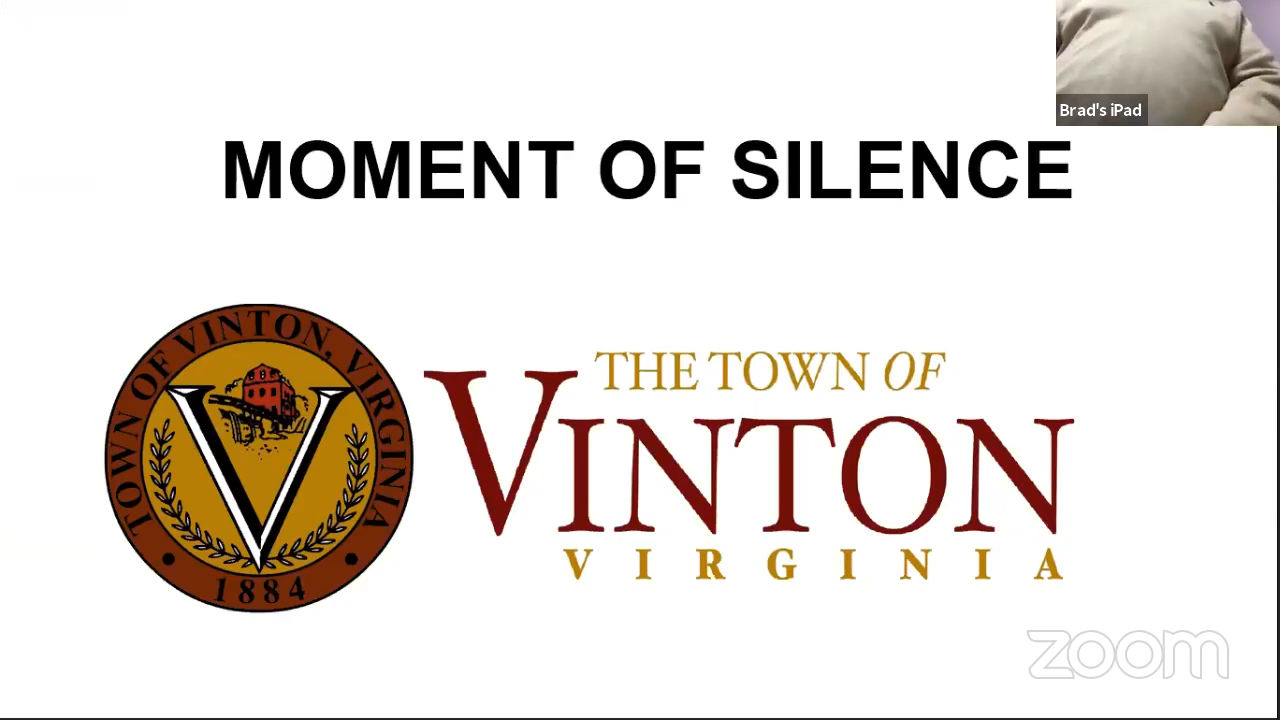 Brad's iPad
MOMENT OF SILENCE
TOWN OF VINTON, VIRGINIA
1884
THE TOWN OF
VINTON
VIRGINIA
zoom